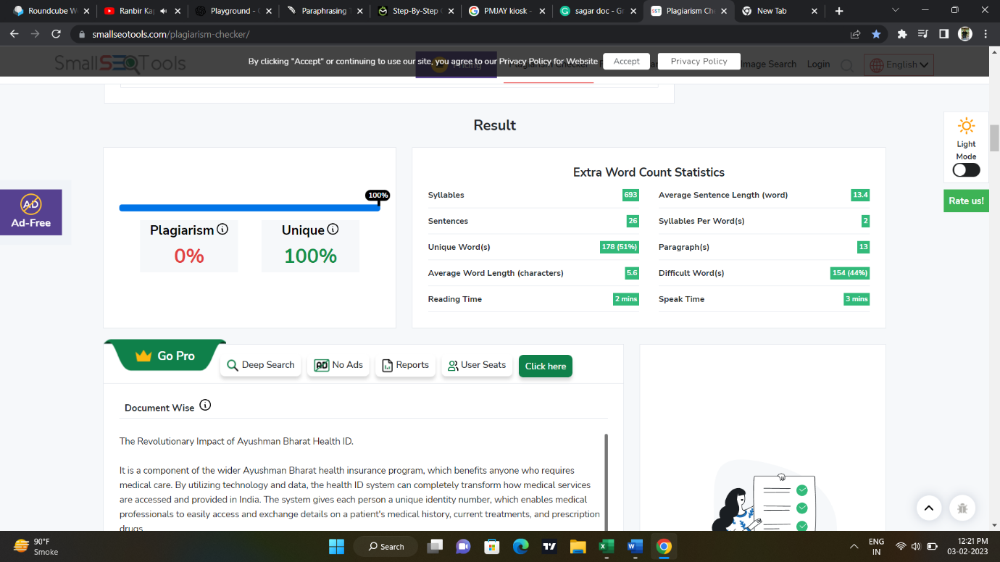 Roundcube W
Ranbir Ka
Playground -
Paraphrasing T
Step-By-Step
PMJAY kiosk -
sagar doc - Gr
Plagiarism Che
New Tab
smallseotools.com/plagiarism-checker/
SmallSEOTools
By clicking "Accept" or continuing to use our site, you agree to our Privacy Policy for Website
Accept
Privacy Policy
Pricing
Plagiarism Checker
Image Search
Login
English
Result
Light
Mode
Rate us!
AD
Ad-Free
100%
Plagiarism
0%
Unique
100%
Extra Word Count Statistics
Syllables 693
Average Sentence Length (word) 13.4
Sentences 26
Syllables Per Word(s) 2
Unique Word(s) 178 (51%)
Paragraph(s) 13
Average Word Length (characters) 5.6
Difficult Word(s) 154 (44%)
Reading Time 2 mins
Speak Time 3 mins
Go Pro
Deep Search
AD No Ads
Reports
User Seats
Click here
Document Wise
The Revolutionary Impact of Ayushman Bharat Health ID.
It is a component of the wider Ayushman Bharat health insurance program, which benefits anyone who requires
medical care. By utilizing technology and data, the health ID system can completely transform how medical services
are accessed and provided in India. The system gives each person a unique identity number, which enables medical
professionals to easily access and exchange details on a patient's medical history, current treatments, and prescription
drugs.
90°F
Smoke
Search
ENG
IN
12:21 PM
03-02-2023